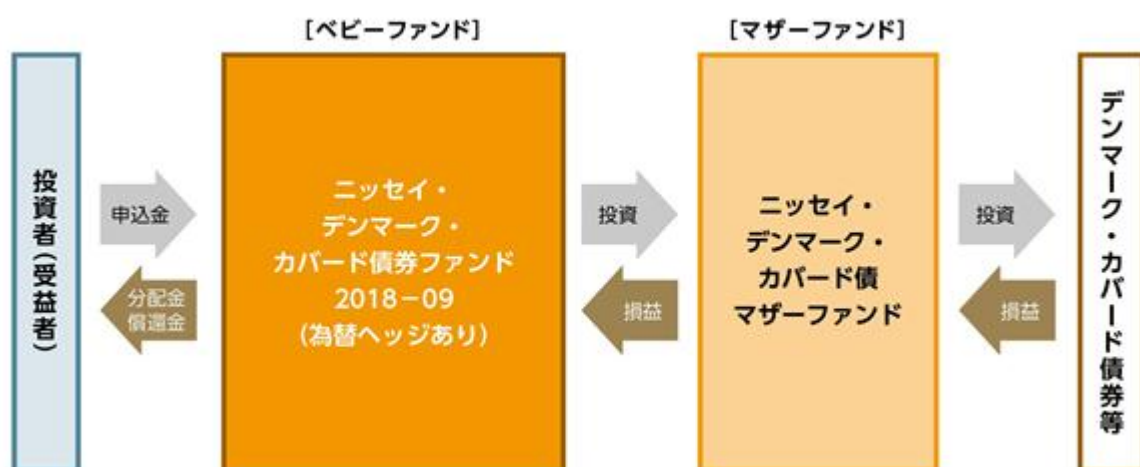 [ベビーファンド]
[マザーファンド]
投資者(受益者)
申込金
分配金
償還金
ニッセイ・
デンマーク・
カバード債券ファンド
2018-09
(為替ヘッジあり)
投資
損益
ニッセイ・
デンマーク・
カバード債
マザーファンド
投資
損益
デンマーク・カバード債券等